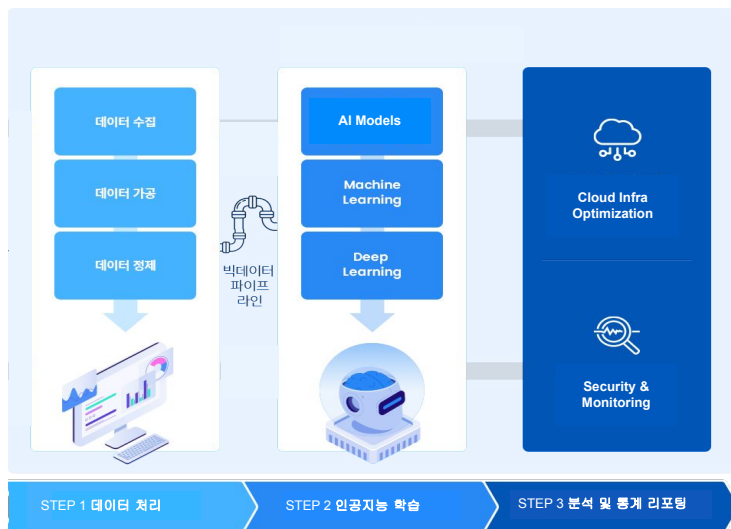 데이터 수집
데이터 가공
데이터 정제
빅데이터
파이프
라인
AI Models
Machine
Learning
Deep
Learning
Cloud Infra
Optimization
Security &
Monitoring
STEP 1 데이터 처리
STEP 2 인공지능 학습
STEP 3 분석 및 통계 리포팅